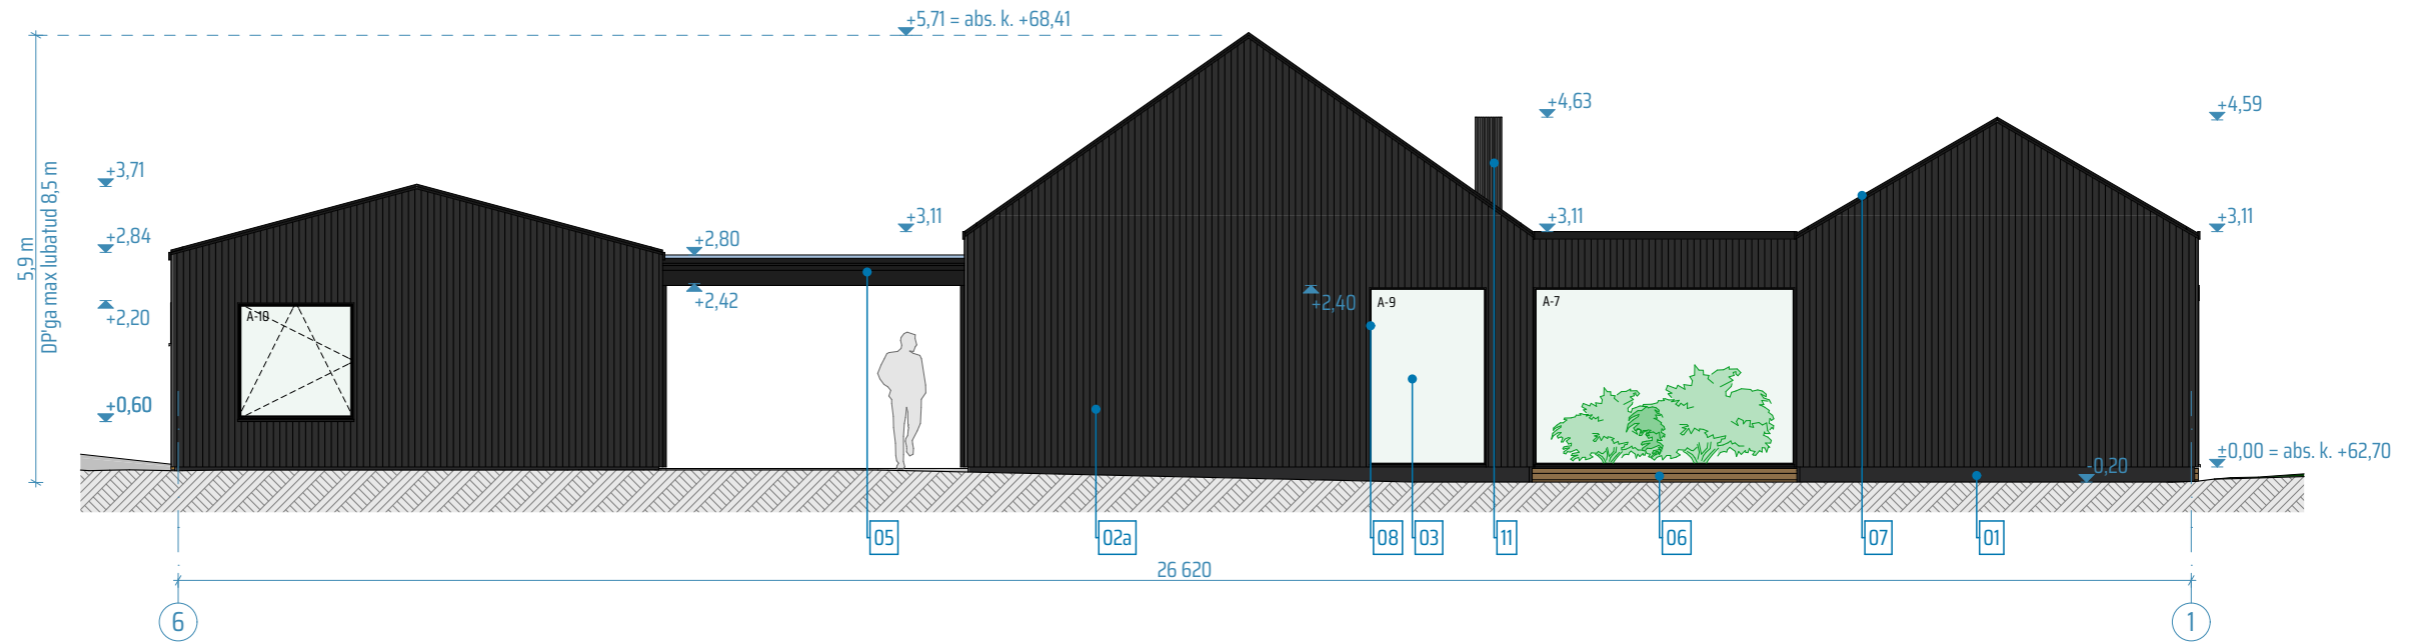 +5,71 = abs. k. +68,41
+4,63
+4,59
+3,71
+3,11
+3,11
+3,11
+2,84
+2,80
5,9 m
DP'ga max lubatud 8,5 m
+2,42
+2,40
A-10
A-9
A-7
+2,20
+0,60
±0,00 = abs. k. +62,70
-0,20
05
02a
08
03
11
06
07
01
26 620
6
1